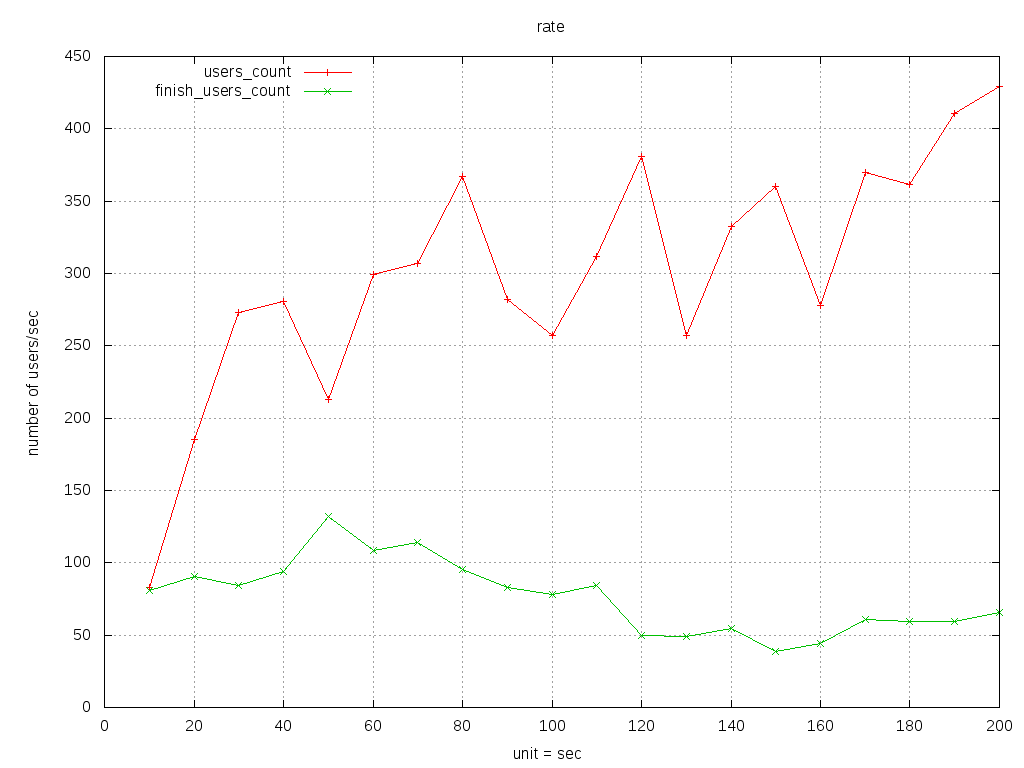 rate
450
400
350
300
250
200
150
100
50
0
number of users/sec
users_count
finish_users_count
0 20 40 60 80 100 120 140 160 180 200
unit = sec